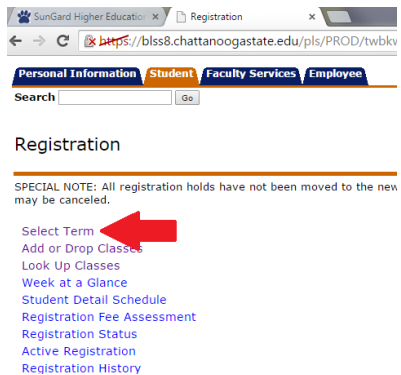 SunGard Higher Education
Registration
https://blss8.chattanoogastate.edu/pls/PROD/twbkw
Personal Information Student Faculty Services Employee
Search Go
Registration
SPECIAL NOTE: All registration holds have not been moved to the new
may be canceled.
Select Term
Add or Drop Classes
Look Up Classes
Week at a Glance
Student Detail Schedule
Registration Fee Assessment
Registration Status
Active Registration
Registration History